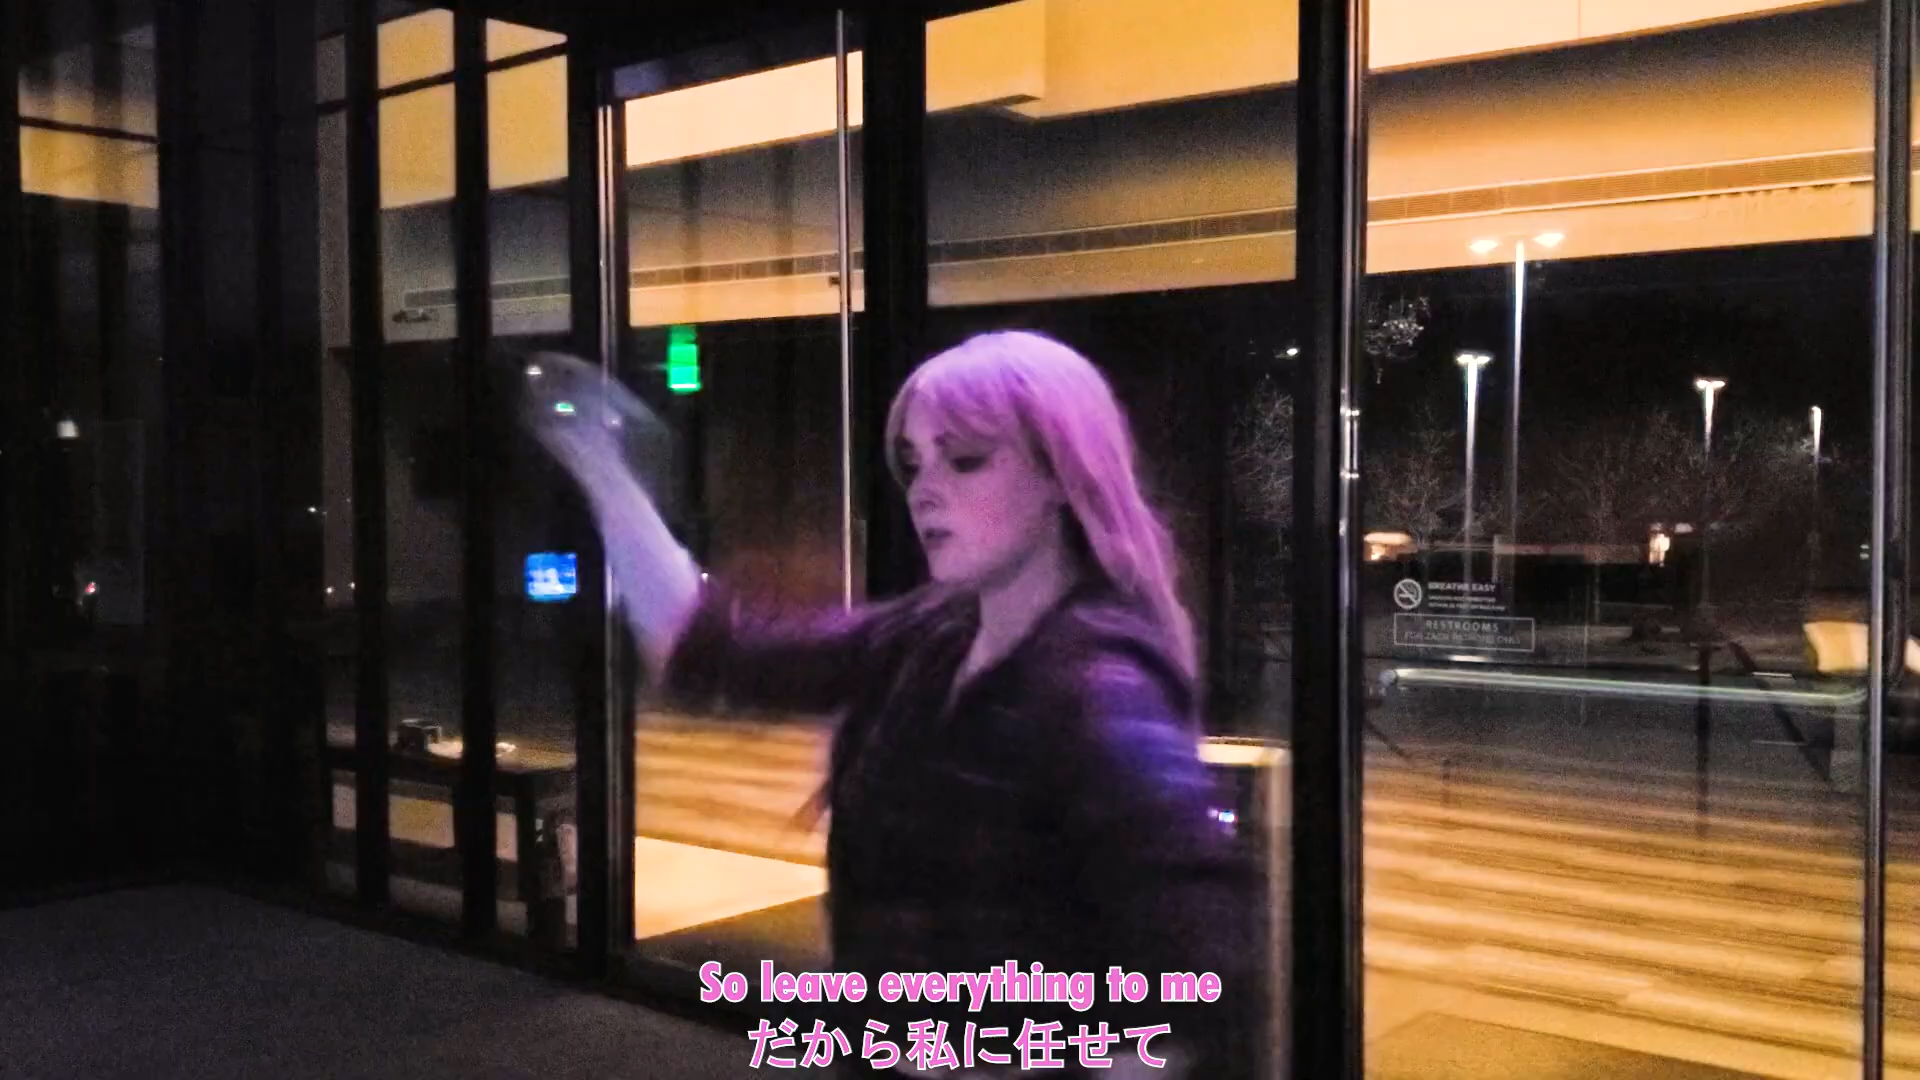 BREATHE EASY
RESTROOMS
So leave everything to me
だから私に任せて